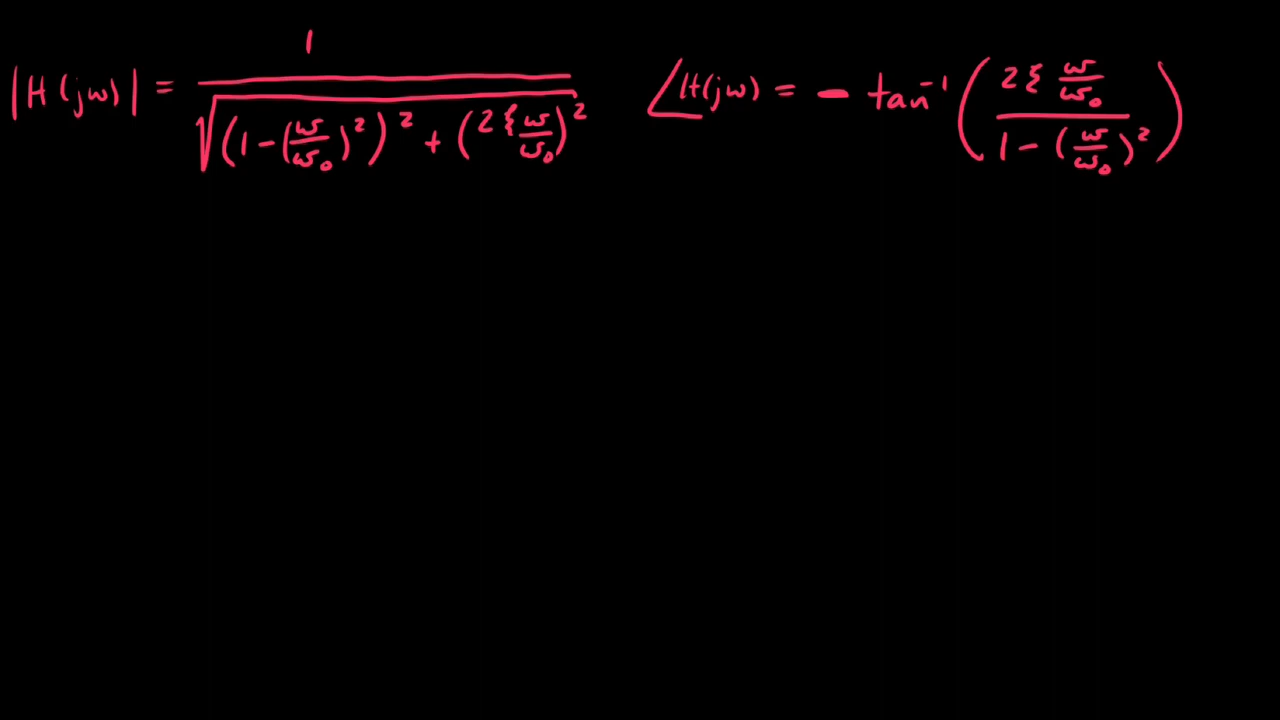 |H(jω)| = 1 / √((1 - (ω/ω₀)²)² + (2ξ ω/ω₀)²)
∠H(jω) = - tan⁻¹ (2ξ ω/ω₀ / 1 - (ω/ω₀)²)